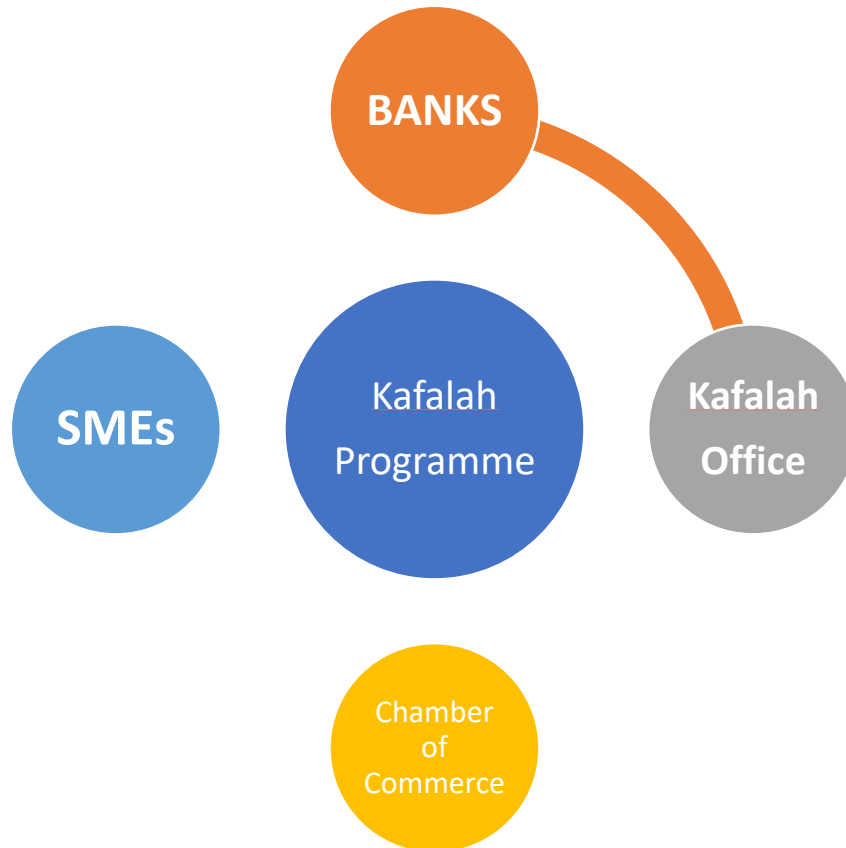 BANKS
SMEs
Kafalah
Programme
Kafalah
Office
Chamber
of
Commerce